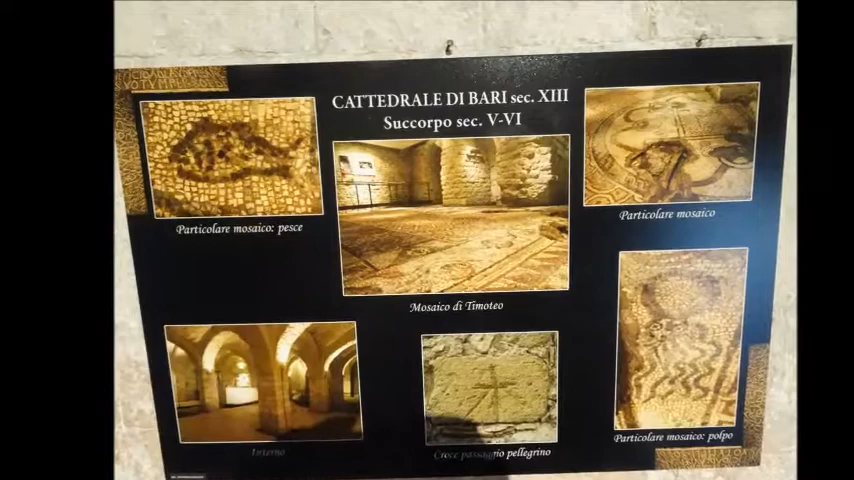 CATTEDRALE DI BARI sec. XIII
Succorpo sec. V-VI
Particolare mosaico: pesce
Particolare mosaico
Mosaico di Timoteo
Interno
Croce passaggio pellegrino
Particolare mosaico: polpo